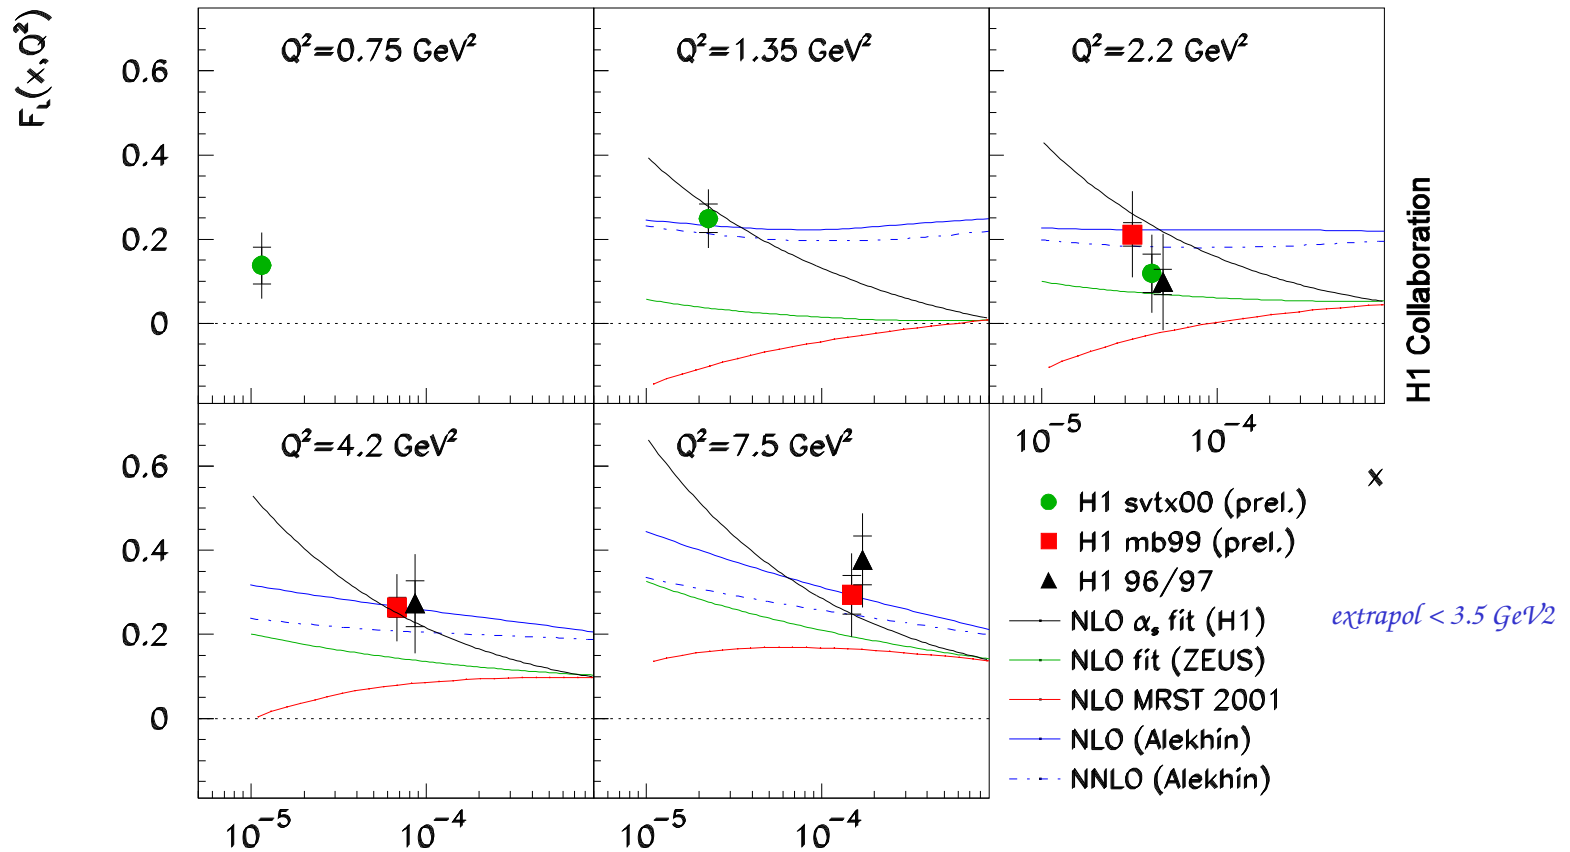 F_L(x,Q²)
Q²=0.75 GeV²
Q²=1.35 GeV²
Q²=2.2 GeV²
0.6
0.4
0.2
0
H1 Collaboration
10⁻⁵
10⁻⁴
x
Q²=4.2 GeV²
Q²=7.5 GeV²
0.6
0.4
0.2
0
10⁻⁵
10⁻⁴
10⁻⁵
10⁻⁴
H1 svtx00 (prel.)
H1 mb99 (prel.)
H1 96/97
NLO αₛ fit (H1)
extrapol < 3.5 GeV2
NLO fit (ZEUS)
NLO MRST 2001
NLO (Alekhin)
NNLO (Alekhin)